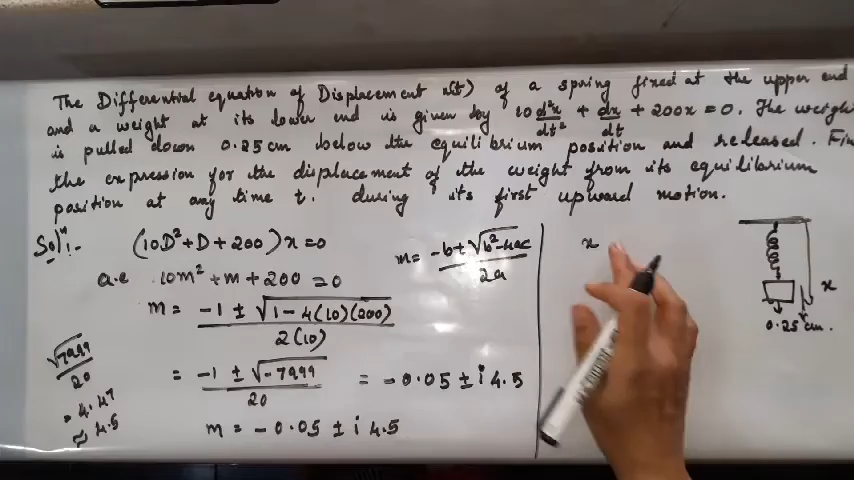 The Differential equation of Displacement x(t) of a spring fixed at the upper end
and a weight at its lower end is given by 10 d²x/dt² + dx/dt + 200x = 0. The weight
is pulled down 0.25cm below the equilibrium position and released. Fin
the expression for the displacement of the weight from its equilibrium
position at any time t. during its first upward motion.
Solⁿ:- (10D² + D + 200)x = 0
a.e 10m² + m + 200 = 0
m = -1 ± √1 - 4(10)(200) / 2(10)
= -1 ± √-7999 / 20 = -0.05 ± i 4.5
m = -0.05 ± i 4.5
√7999 / 20
= 4.47
≈ 4.5
m = -b ± √b² - 4ac / 2a
x
x
0.25 cm.